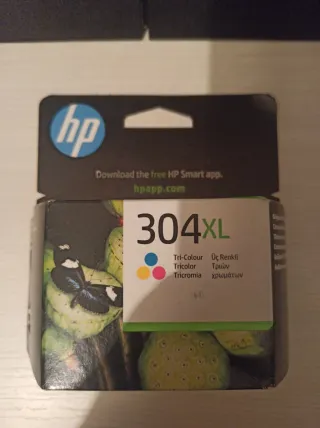 hp
Download the free HP Smart app.
hpapp.com
304XL
Tri-Colour
Tricolor
Tricromia
Üç Renkli
Τριών
χρωμάτων